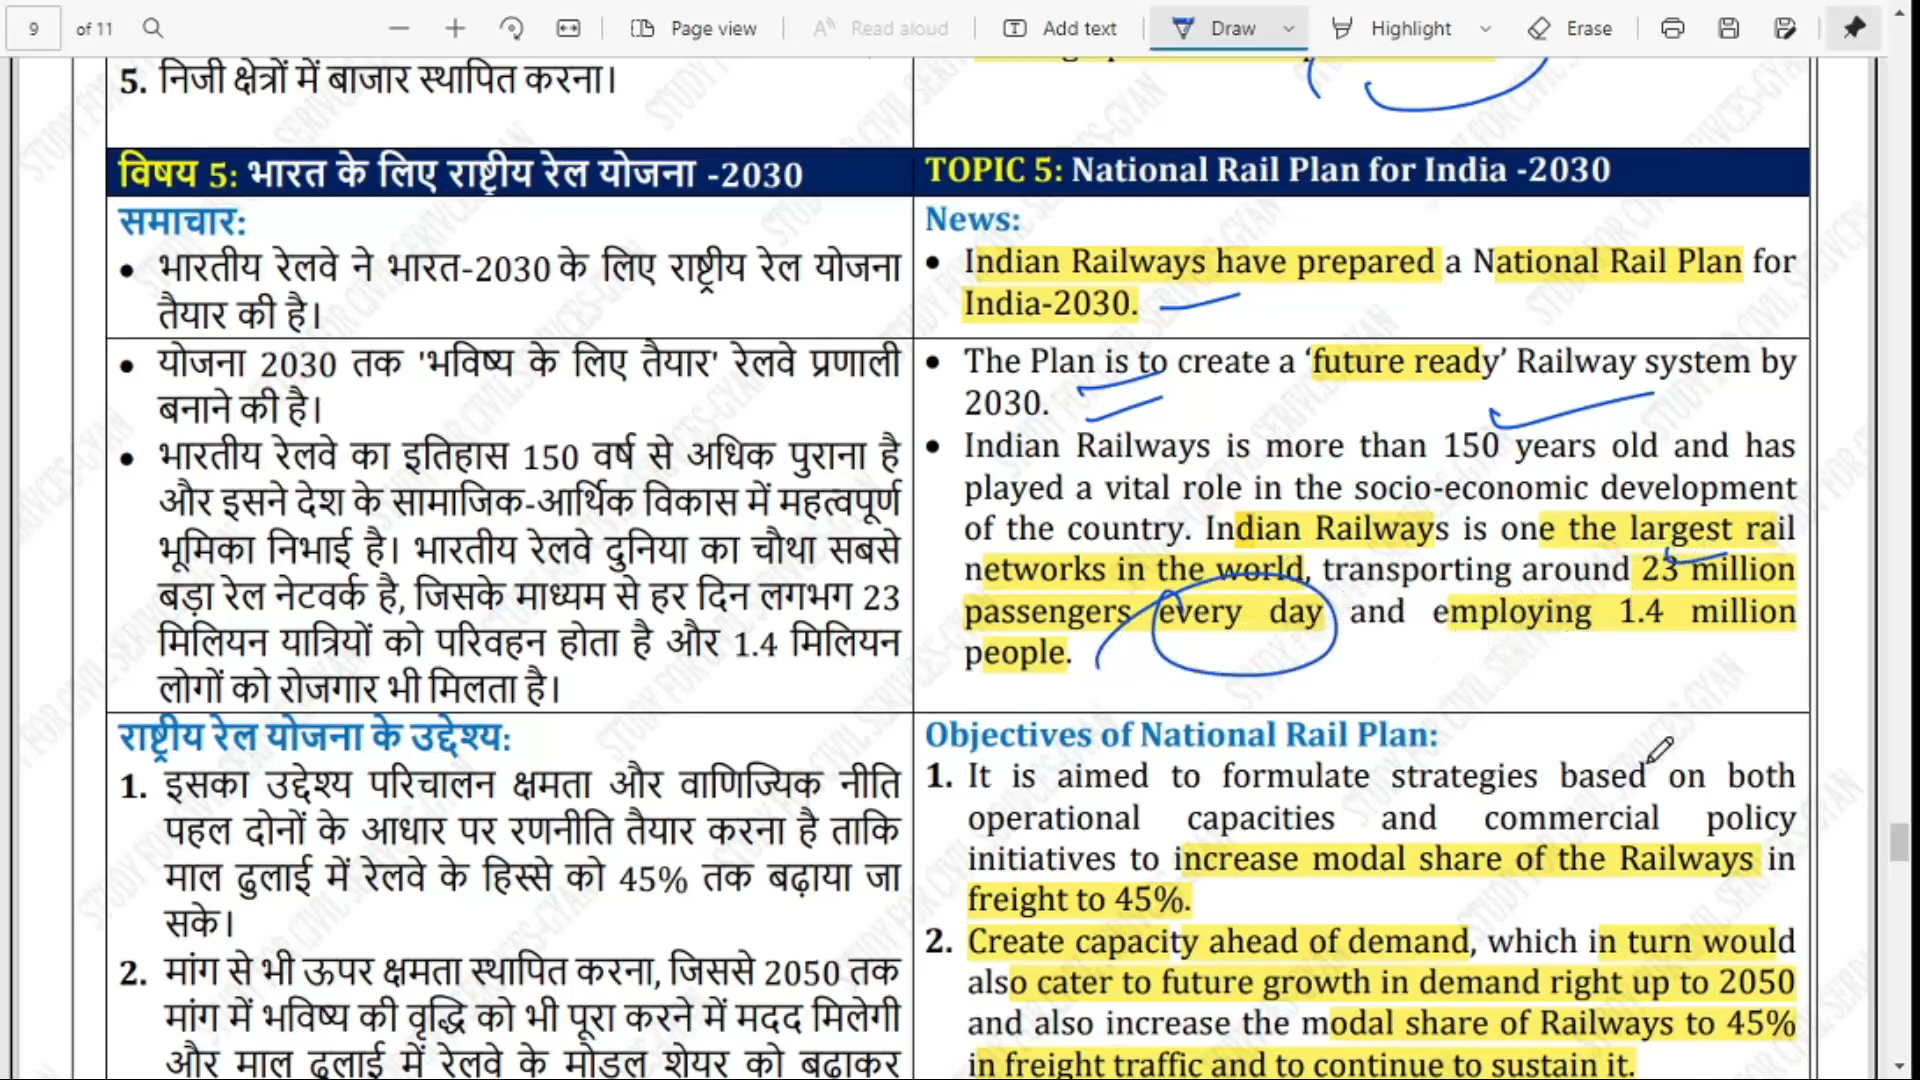 9 of 11 Page view Read aloud Add text Draw Highlight Erase
5. निजी क्षेत्रों में बाजार स्थापित करना।
विषय 5: भारत के लिए राष्ट्रीय रेल योजना -2030
समाचार:
• भारतीय रेलवे ने भारत-2030 के लिए राष्ट्रीय रेल योजना
तैयार की है।
• योजना 2030 तक 'भविष्य के लिए तैयार' रेलवे प्रणाली
बनाने की है।
• भारतीय रेलवे का इतिहास 150 वर्ष से अधिक पुराना है
और इसने देश के सामाजिक-आर्थिक विकास में महत्वपूर्ण
भूमिका निभाई है। भारतीय रेलवे दुनिया का चौथा सबसे
बड़ा रेल नेटवर्क है, जिसके माध्यम से हर दिन लगभग 23
मिलियन यात्रियों को परिवहन होता है और 1.4 मिलियन
लोगों को रोजगार भी मिलता है।
राष्ट्रीय रेल योजना के उद्देश्य:
1. इसका उद्देश्य परिचालन क्षमता और वाणिज्यिक नीति
पहल दोनों के आधार पर रणनीति तैयार करना है ताकि
माल ढुलाई में रेलवे के हिस्से को 45% तक बढ़ाया जा
सके।
2. मांग से भी ऊपर क्षमता स्थापित करना, जिससे 2050 तक
मांग में भविष्य की वृद्धि को भी पूरा करने में मदद मिलेगी
और माल ढुलाई में रेलवे के मोडल शेयर को बढ़ाकर
TOPIC 5: National Rail Plan for India -2030
News:
• Indian Railways have prepared a National Rail Plan for
India-2030.
• The Plan is to create a ‘future ready’ Railway system by
2030.
• Indian Railways is more than 150 years old and has
played a vital role in the socio-economic development
of the country. Indian Railways is one the largest rail
networks in the world, transporting around 23 million
passengers every day and employing 1.4 million
people.
Objectives of National Rail Plan:
1. It is aimed to formulate strategies based on both
operational capacities and commercial policy
initiatives to increase modal share of the Railways in
freight to 45%.
2. Create capacity ahead of demand, which in turn would
also cater to future growth in demand right up to 2050
and also increase the modal share of Railways to 45%
in freight traffic and to continue to sustain it.